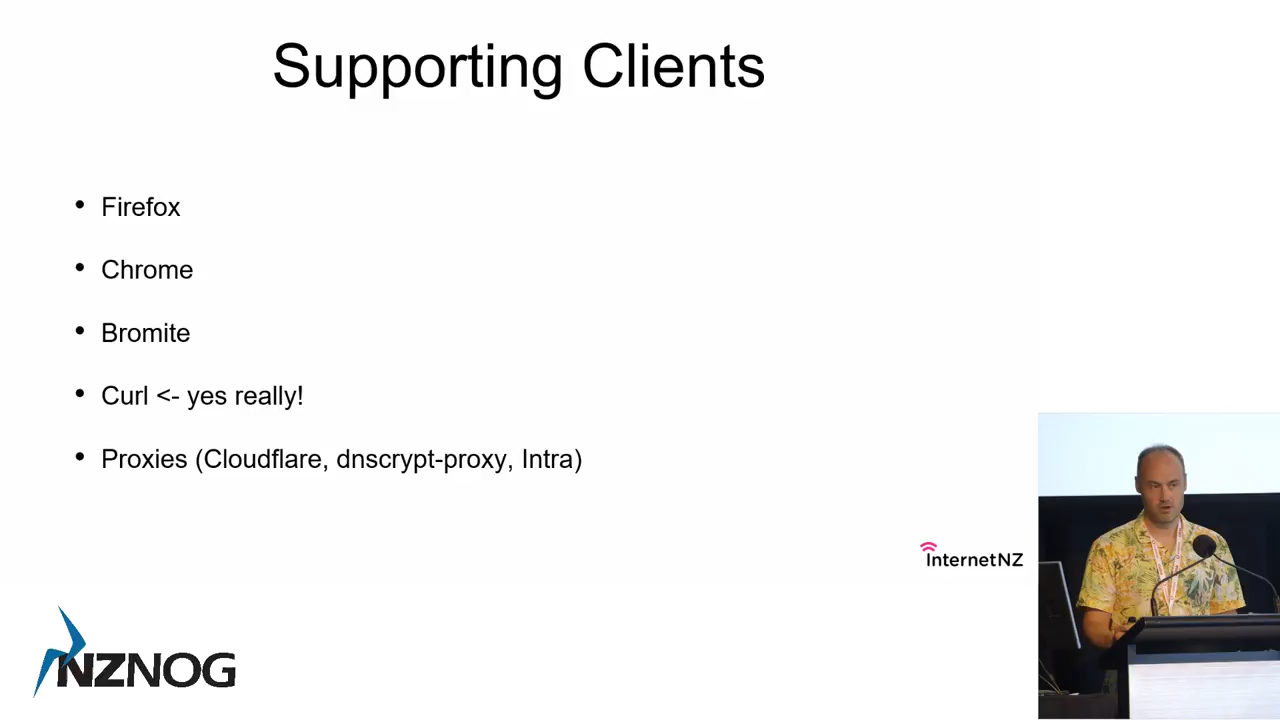 Supporting Clients
• Firefox
• Chrome
• Bromite
• Curl <- yes really!
• Proxies (Cloudflare, dnscrypt-proxy, Intra)
InternetNZ
NZNOG